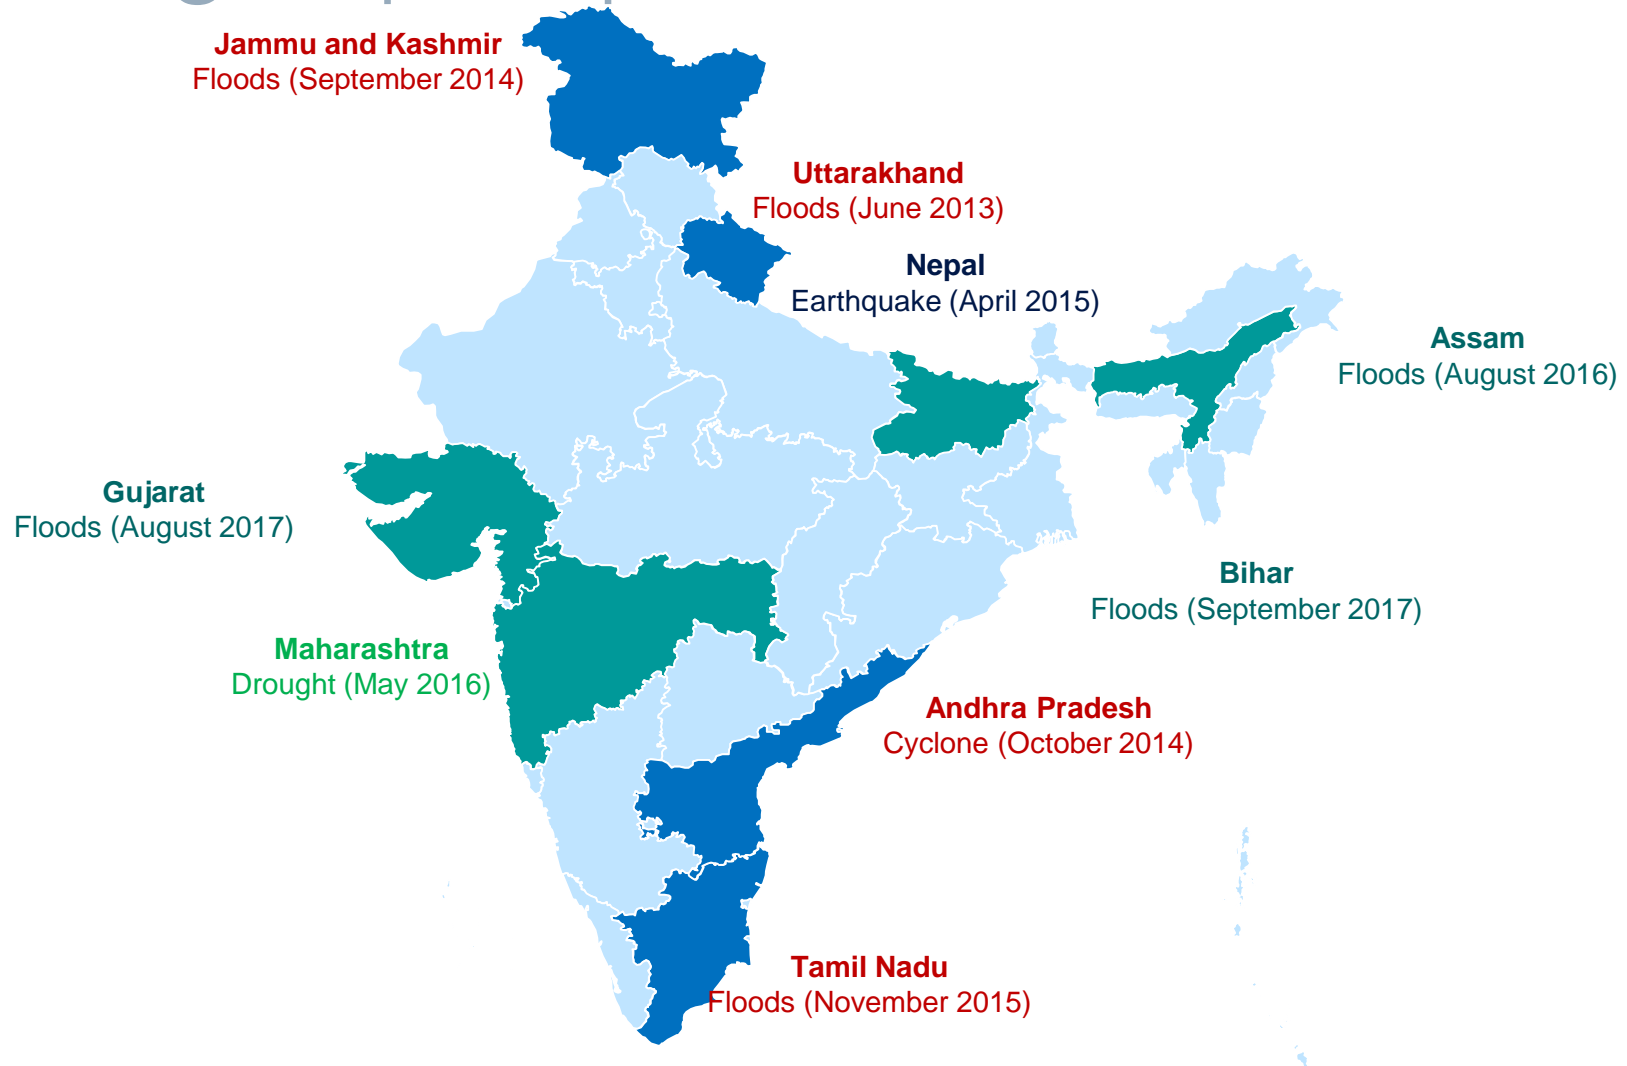 Jammu and Kashmir
Floods (September 2014)
Uttarakhand
Floods (June 2013)
Nepal
Earthquake (April 2015)
Assam
Floods (August 2016)
Gujarat
Floods (August 2017)
Bihar
Floods (September 2017)
Maharashtra
Drought (May 2016)
Andhra Pradesh
Cyclone (October 2014)
Tamil Nadu
Floods (November 2015)